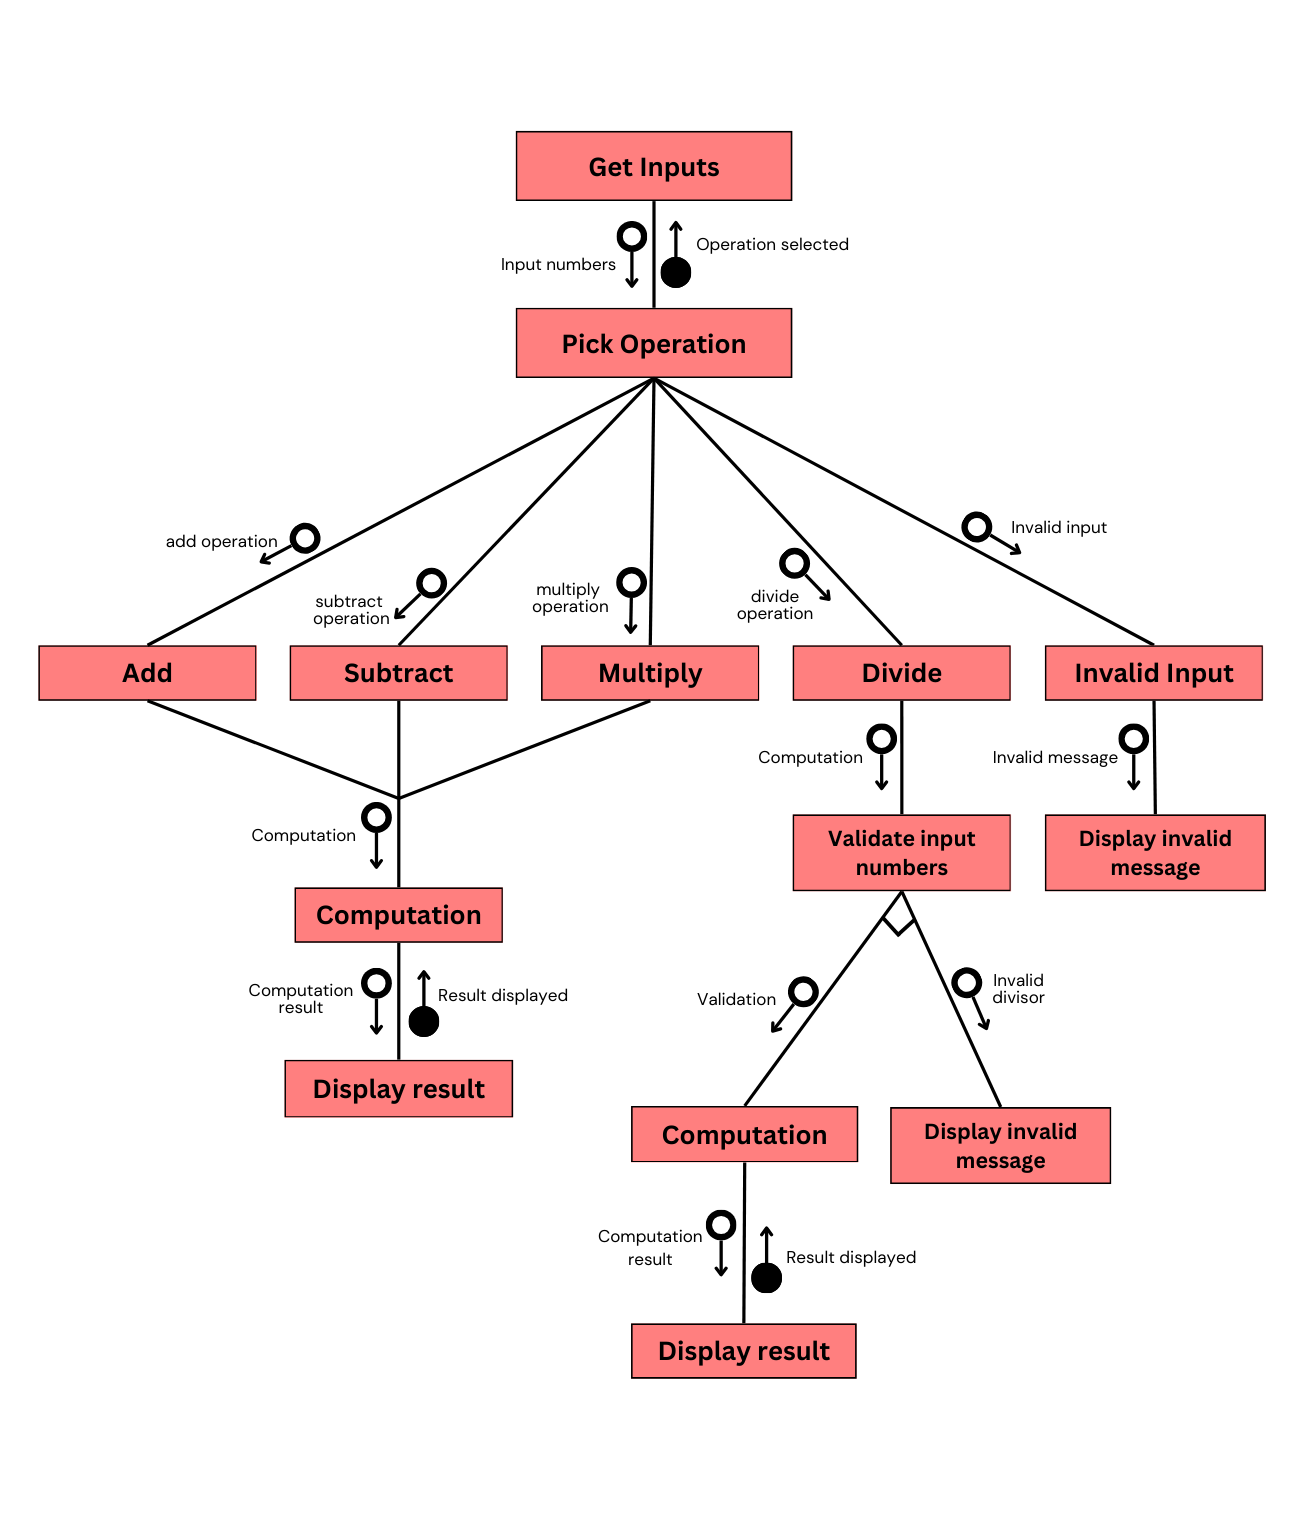 Get Inputs
Operation selected
Input numbers
Pick Operation
Invalid input
add operation
multiply
operation
divide
operation
subtract
operation
Add
Subtract
Multiply
Divide
Invalid Input
Computation
Invalid message
Computation
Validate input
numbers
Display invalid
message
Computation
Computation
result
Result displayed
Validation
Invalid
divisor
Display result
Computation
Display invalid
message
Computation
result
Result displayed
Display result